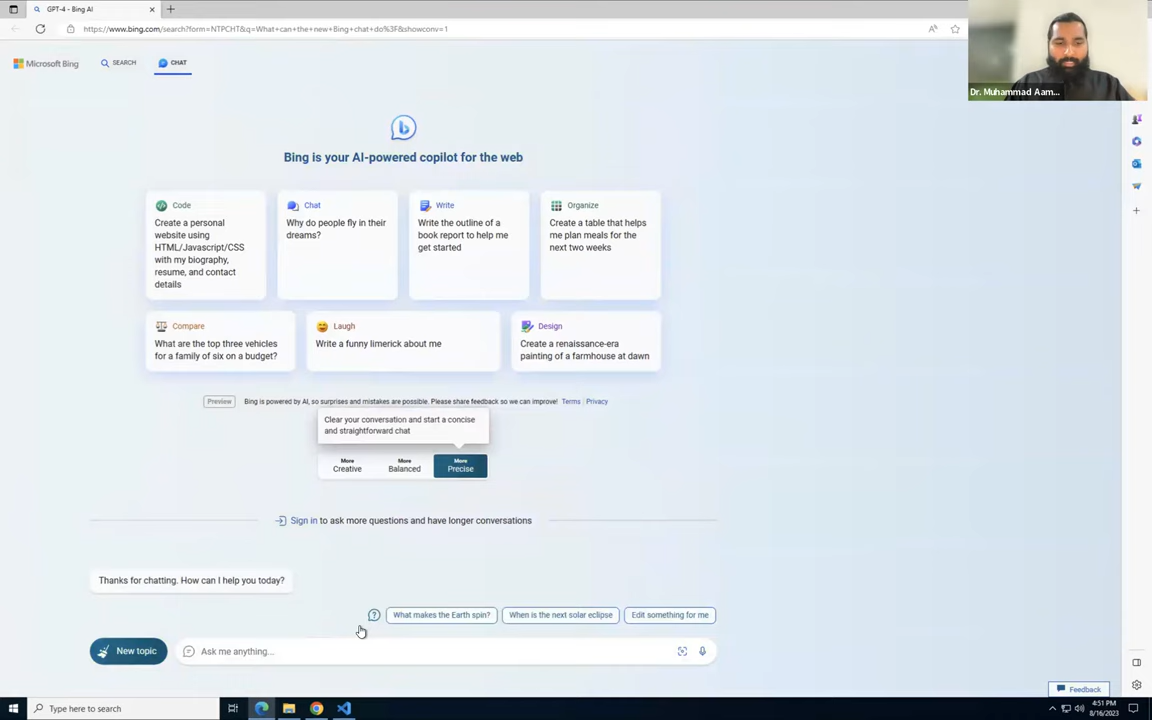 GPT-4 - Bing AI
https://www.bing.com/search?form=NTPCHT&q=What+can+the+new+Bing+chat+do%3F&showconv=1
Dr. Muhammad Aam...
Microsoft Bing
SEARCH
CHAT
Bing is your AI-powered copilot for the web
Code
Create a personal
website using
HTML/Javascript/CSS
with my biography,
resume, and contact
details
Chat
Why do people fly in their
dreams?
Write
Write the outline of a
book report to help me
get started
Organize
Create a table that helps
me plan meals for the
next two weeks
Compare
What are the top three vehicles
for a family of six on a budget?
Laugh
Write a funny limerick about me
Design
Create a renaissance-era
painting of a farmhouse at dawn
Preview
Bing is powered by AI, so surprises and mistakes are possible. Please share feedback so we can improve! Terms Privacy
Clear your conversation and start a concise
and straightforward chat
More
Creative
More
Balanced
More
Precise
Sign in to ask more questions and have longer conversations
Thanks for chatting. How can I help you today?
What makes the Earth spin?
When is the next solar eclipse
Edit something for me
New topic
Ask me anything...
Feedback
Type here to search
4:51 PM
8/16/2023